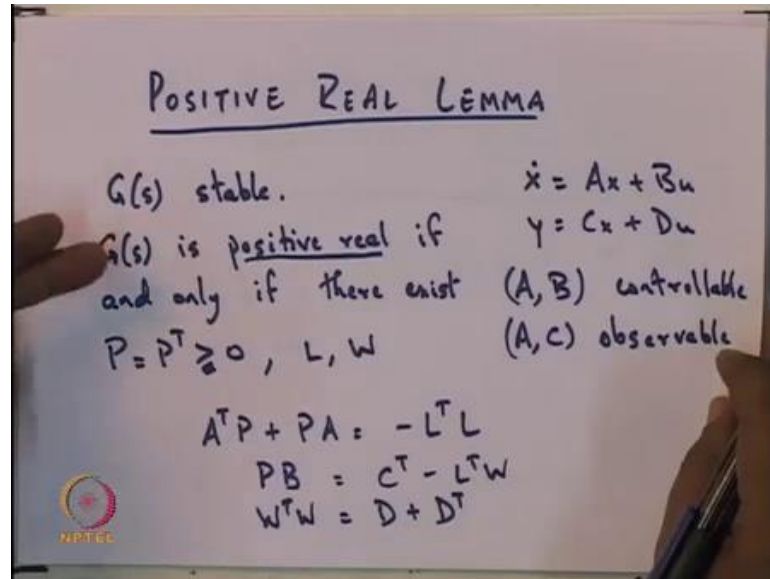 POSITIVE REAL LEMMA
G(s) stable.
G(s) is positive real if
and only if there exist
P = Pᵀ ≥ 0 , L, W
ẋ = Ax + Bu
y = Cx + Du
(A, B) controllable
(A, C) observable
AᵀP + PA = -LᵀL
PB = Cᵀ - LᵀW
WᵀW = D + Dᵀ
NPTEL